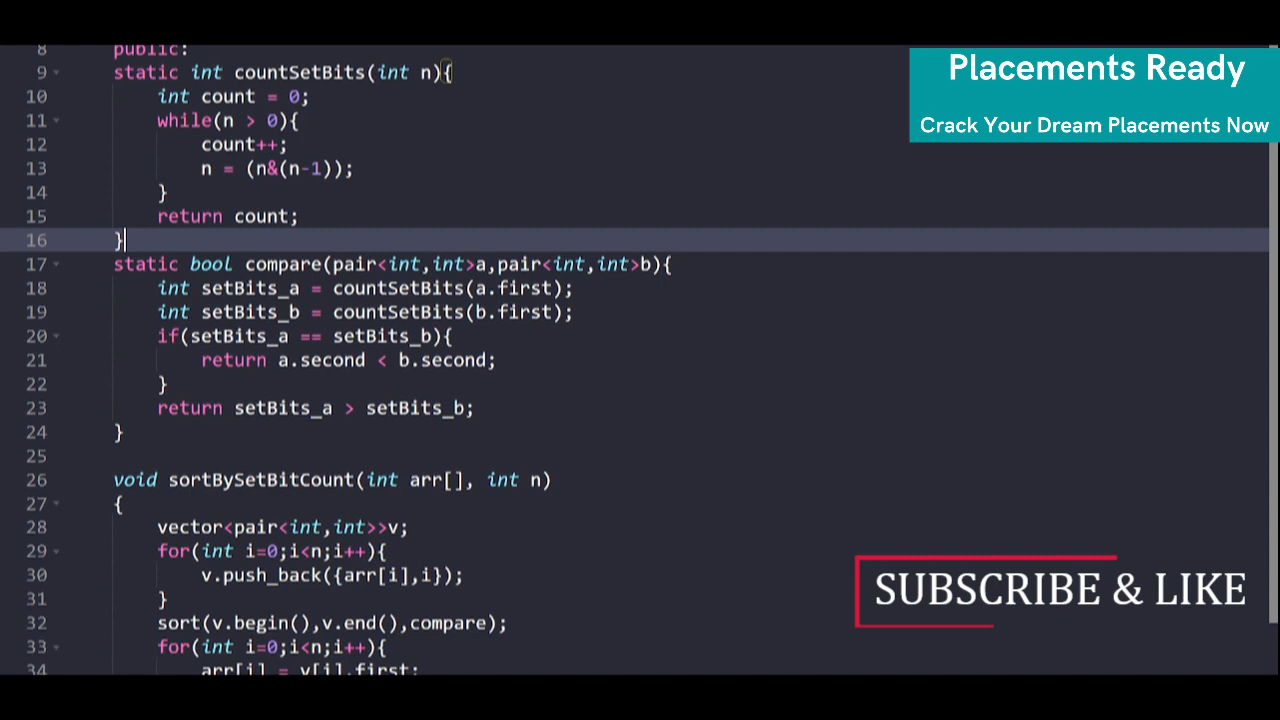 8 public:
9 static int countSetBits(int n){
10 int count = 0;
11 while(n > 0){
12 count++;
13 n = (n&(n-1));
14 }
15 return count;
16 }
17 static bool compare(pair<int,int>a,pair<int,int>b){
18 int setBits_a = countSetBits(a.first);
19 int setBits_b = countSetBits(b.first);
20 if(setBits_a == setBits_b){
21 return a.second < b.second;
22 }
23 return setBits_a > setBits_b;
24 }
25
26 void sortBySetBitCount(int arr[], int n)
27 {
28 vector<pair<int,int>>v;
29 for(int i=0;i<n;i++){
30 v.push_back({arr[i],i});
31 }
32 sort(v.begin(),v.end(),compare);
33 for(int i=0;i<n;i++){
34 arr[i] = v[i].first;
Placements Ready
Crack Your Dream Placements Now
SUBSCRIBE & LIKE